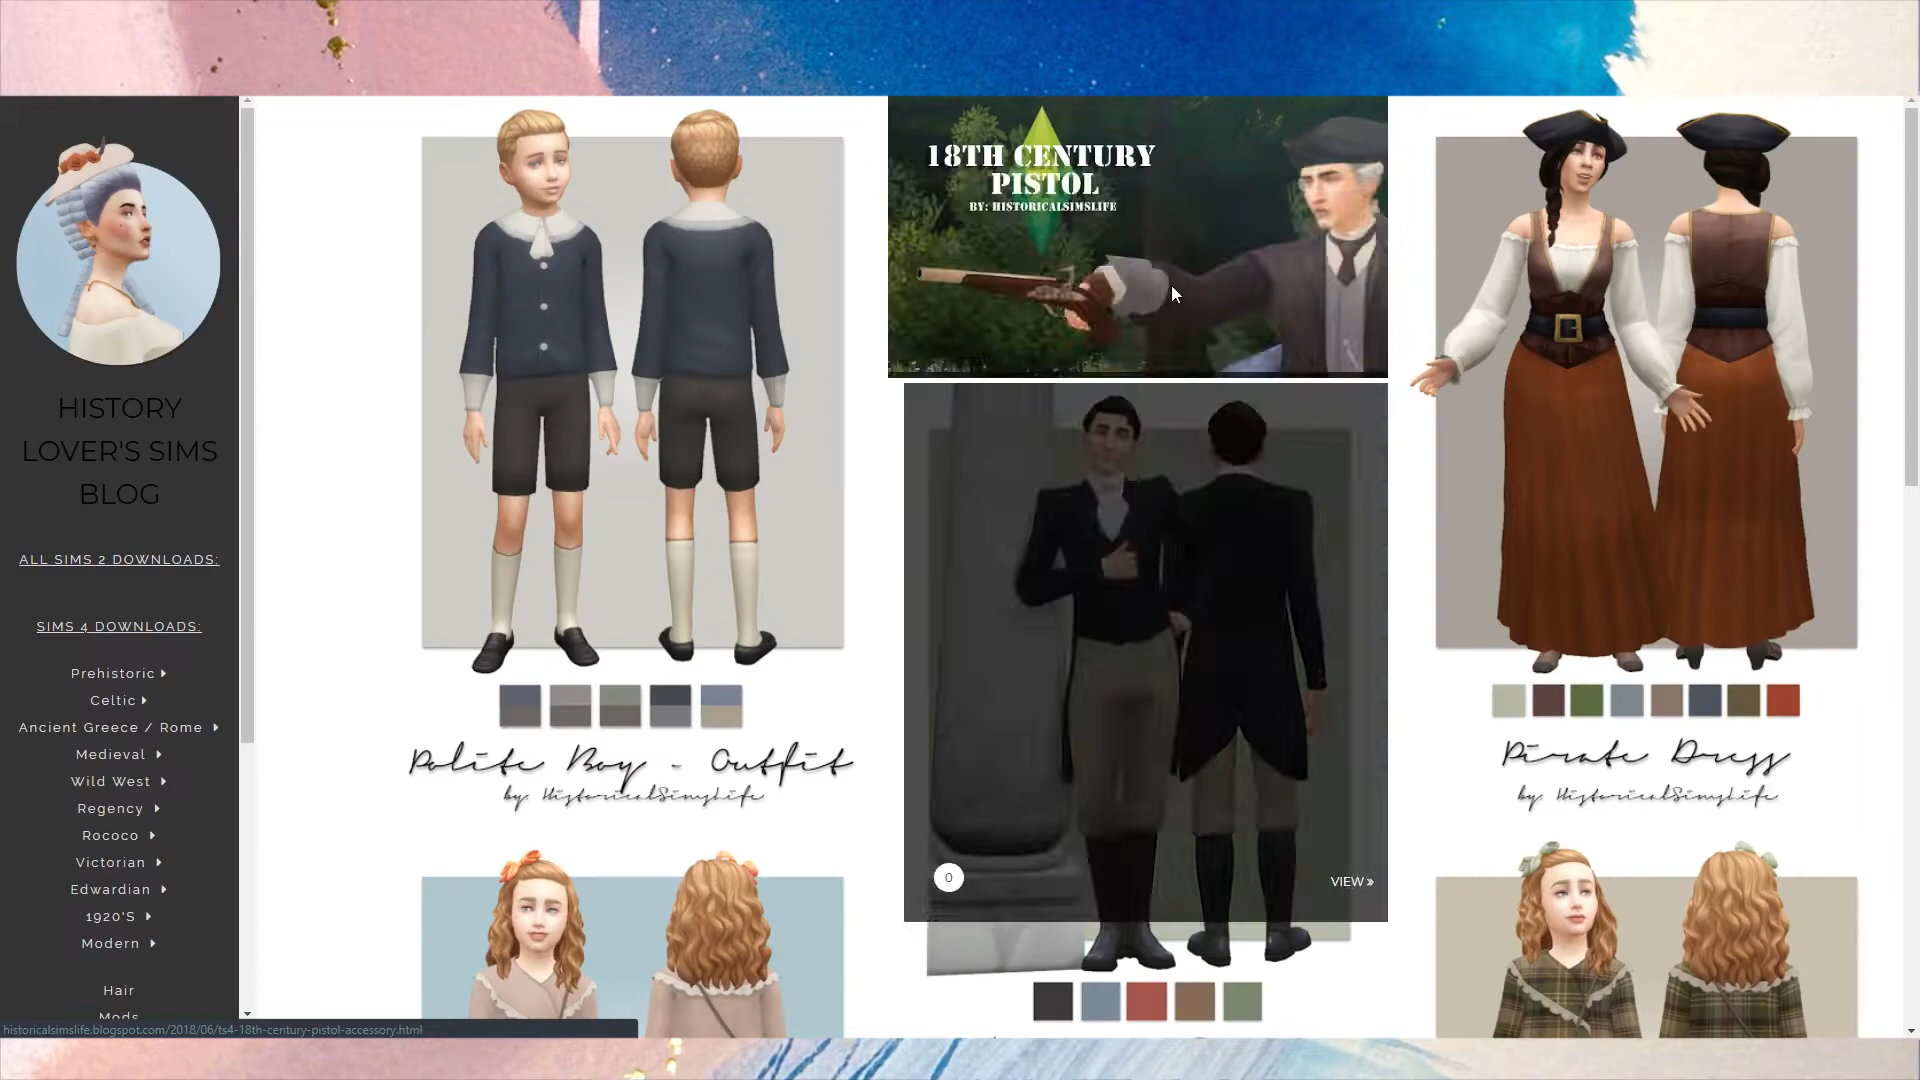 HISTORY
LOVER'S SIMS
BLOG
ALL SIMS 2 DOWNLOADS:
SIMS 4 DOWNLOADS:
Prehistoric
Celtic
Ancient Greece / Rome
Medieval
Wild West
Regency
Rococo
Victorian
Edwardian
1920'S
Modern
Hair
Mods
historicalsimslife.blogspot.com/2018/06/ts4-18th-century-pistol-accessory.html
Polite Boy - Outfit
by: HistoricalSimsLife
18TH CENTURY
PISTOL
BY: HISTORICALSIMSLIFE
0
VIEW »
Pirate Dress
by: HistoricalSimsLife